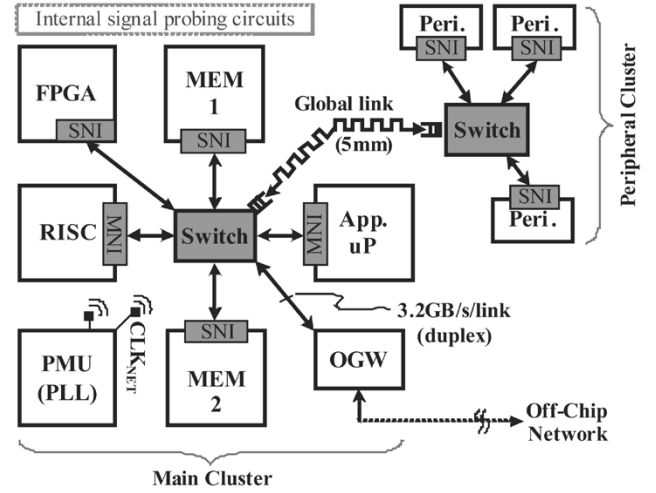 Internal signal probing circuits
Peri.
SNI
Peri.
SNI
FPGA
SNI
MEM
1
SNI
Global link
(5mm)
Switch
Peripheral Cluster
SNI
Peri.
RISC
MNI
Switch
MNI
App.
uP
3.2GB/s/link
(duplex)
PMU
(PLL)
CLKNET
SNI
MEM
2
OGW
Off-Chip
Network
Main Cluster